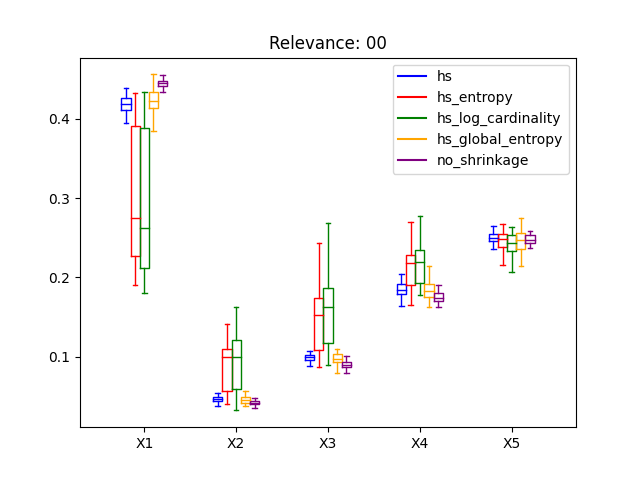 Relevance: 00
hs
hs_entropy
hs_log_cardinality
hs_global_entropy
no_shrinkage
0.4
0.3
0.2
0.1
X1 X2 X3 X4 X5